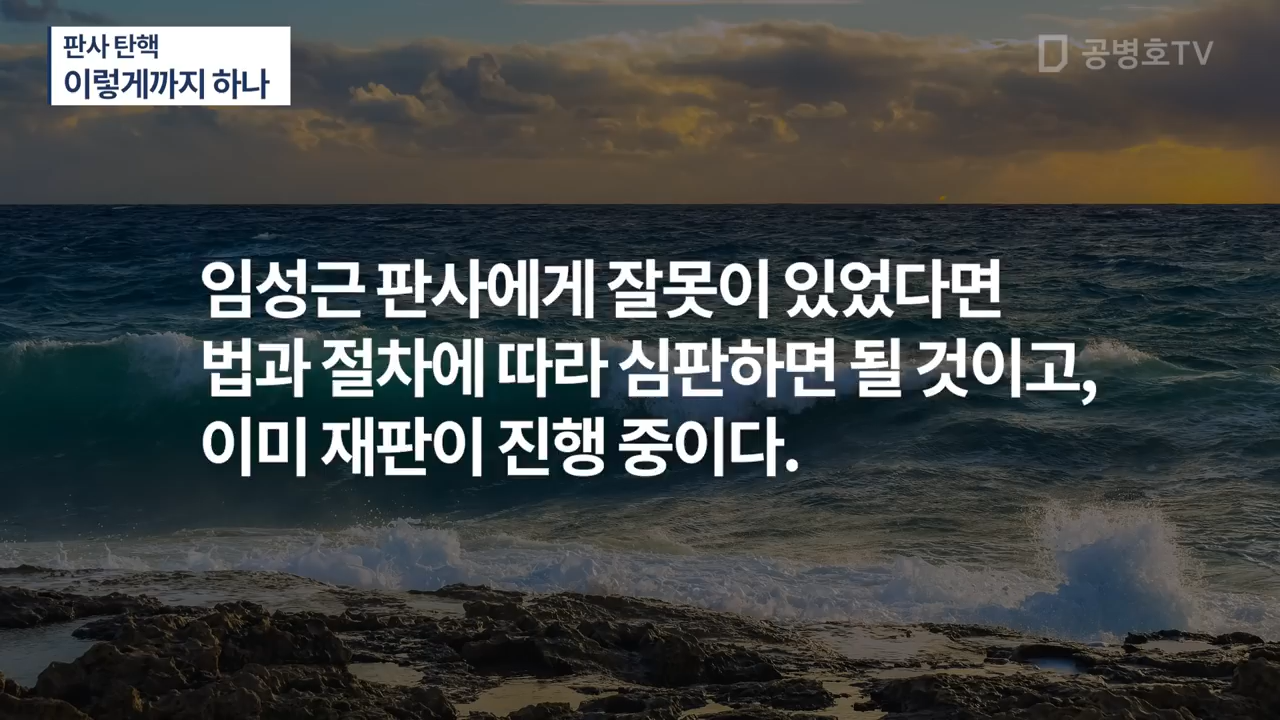 판사 탄핵
이렇게까지 하나
공병호TV
임성근 판사에게 잘못이 있었다면
법과 절차에 따라 심판하면 될 것이고,
이미 재판이 진행 중이다.